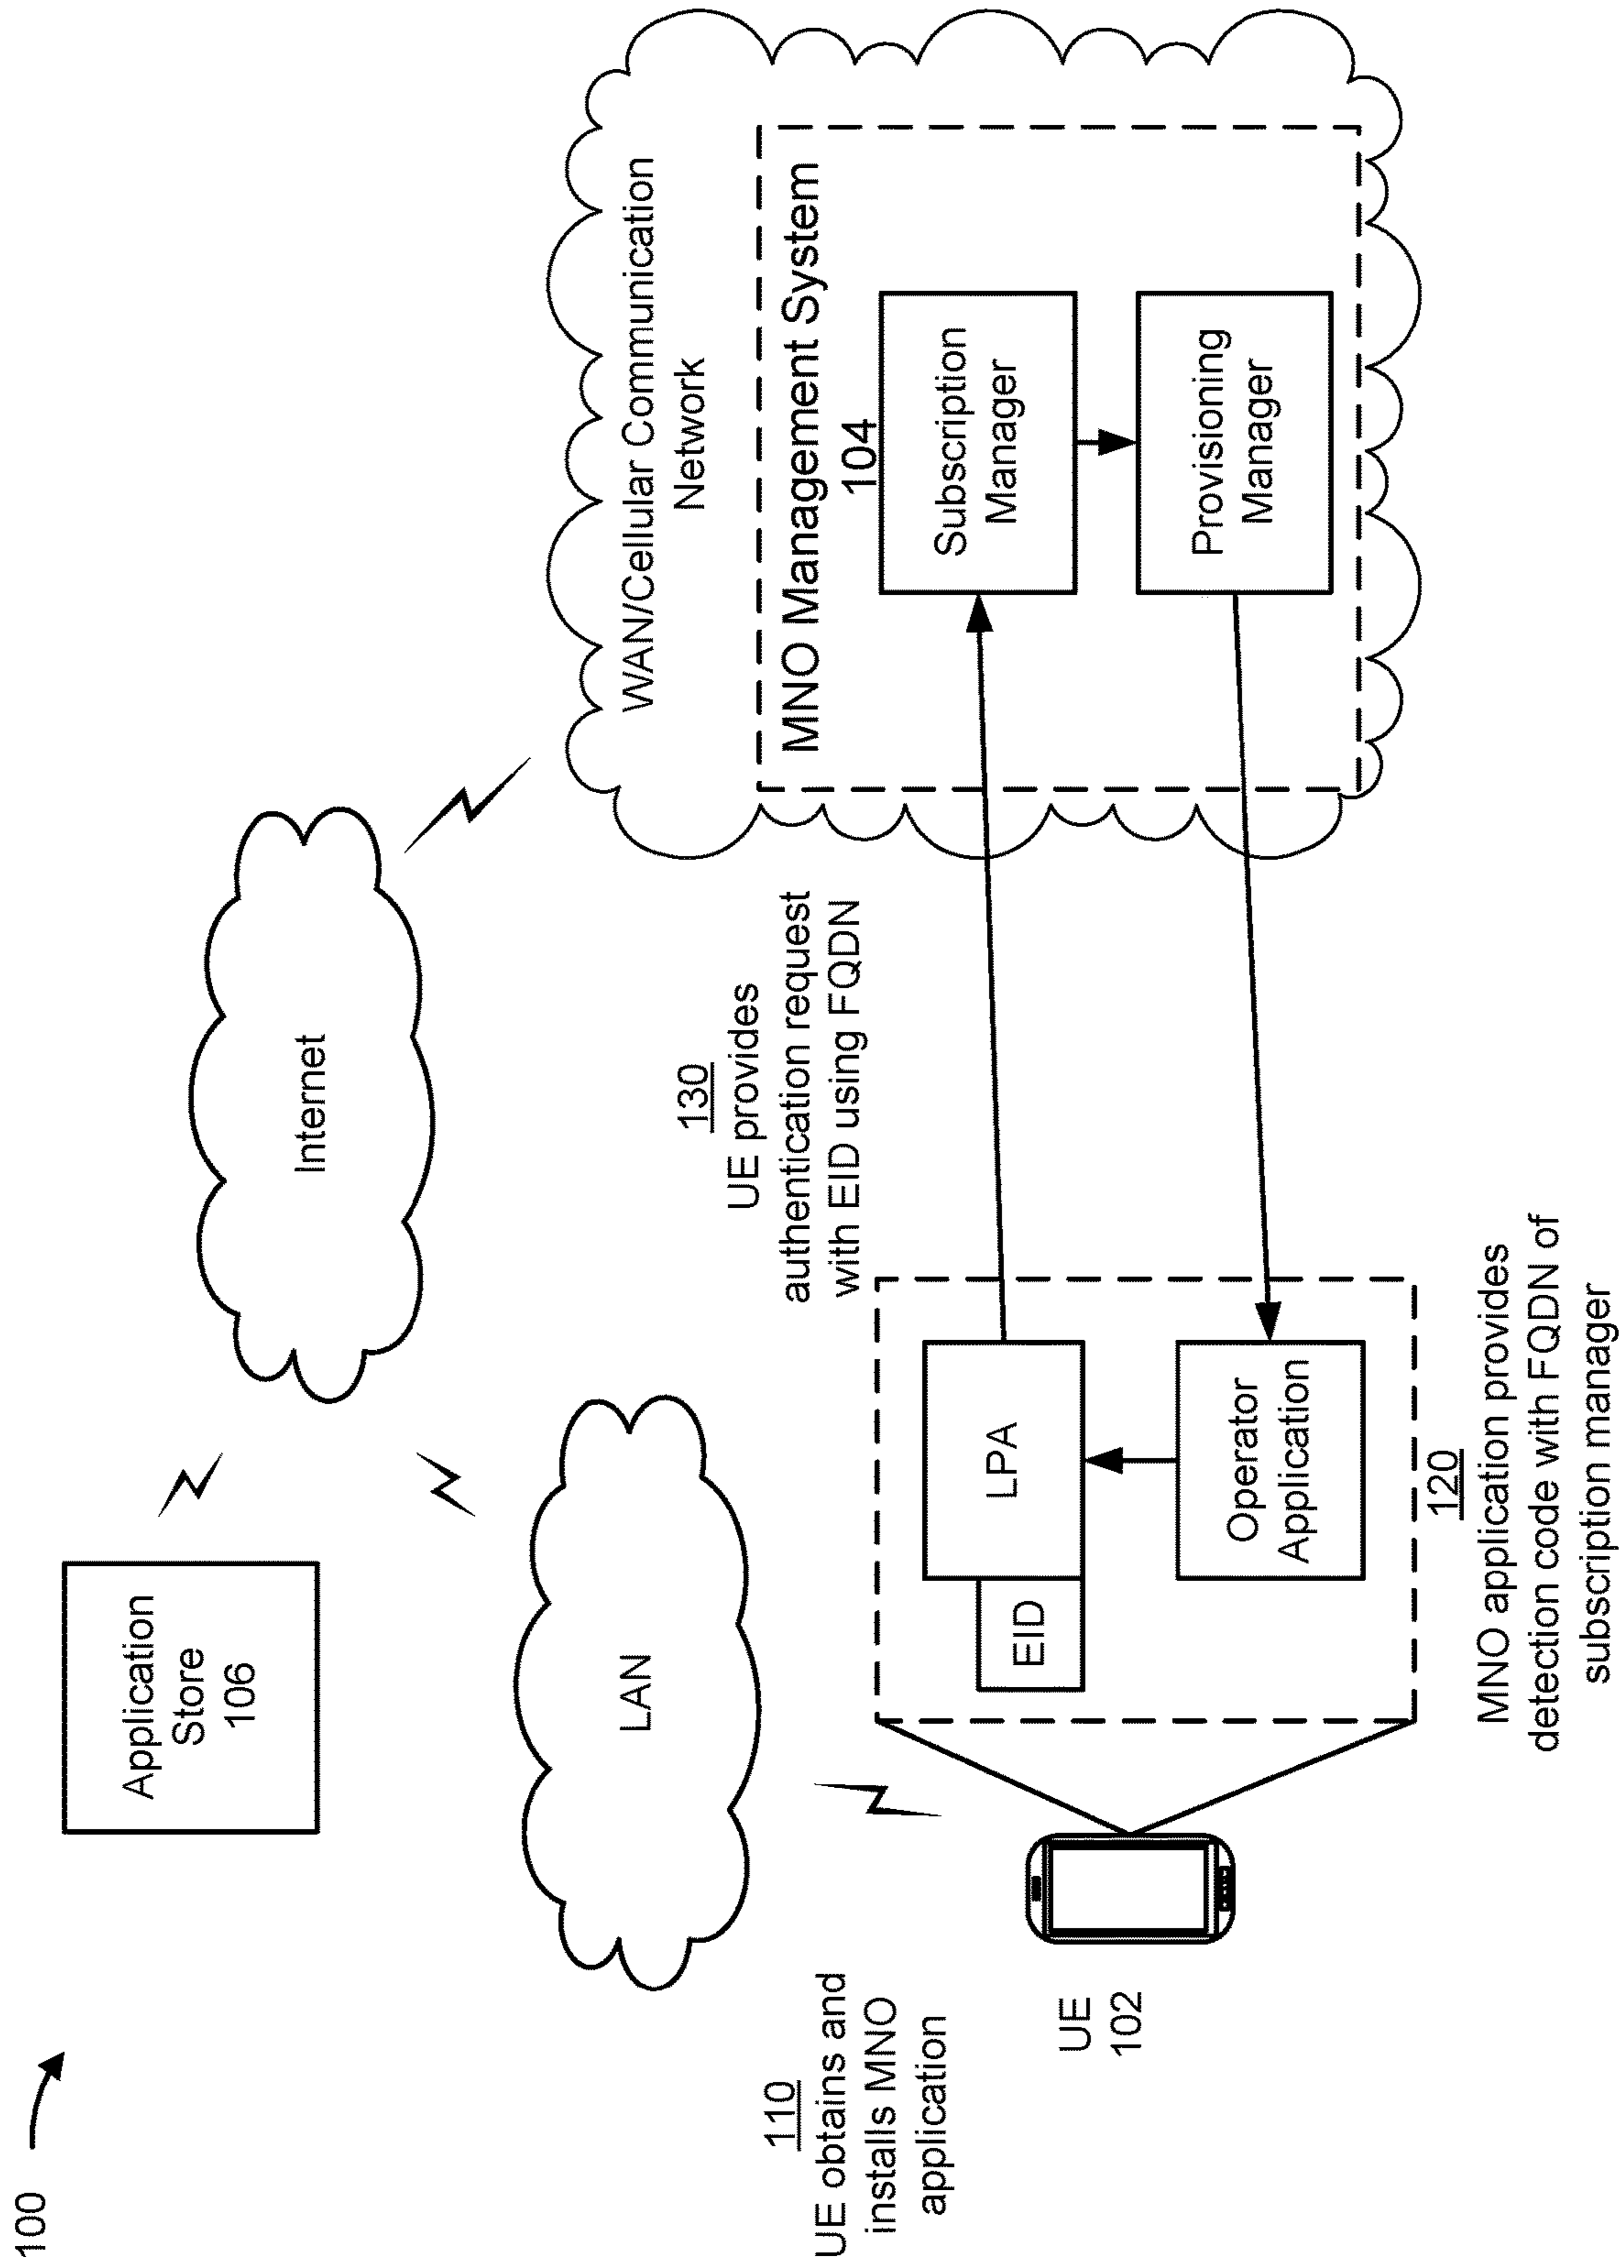 100
Application
Store
106
Internet
LAN
WAN/Cellular Communication
Network
MNO Management System
104
Subscription
Manager
Provisioning
Manager
130
UE provides
authentication request
with EID using FQDN
110
UE obtains and
installs MNO
application
UE
102
EID
LPA
Operator
Application
120
MNO application provides
detection code with FQDN of
subscription manager